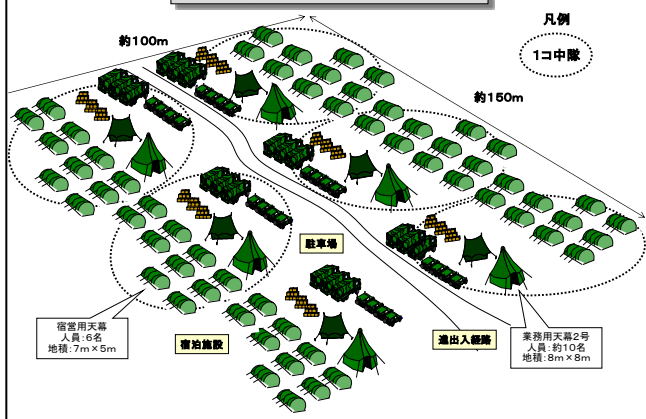 凡例
1コ中隊
約100m
約150m
駐車場
宿泊施設
進出入経路
宿営用天幕
人員:6名
地積:7m×5m
業務用天幕2号
人員:約10名
地積:8m×8m